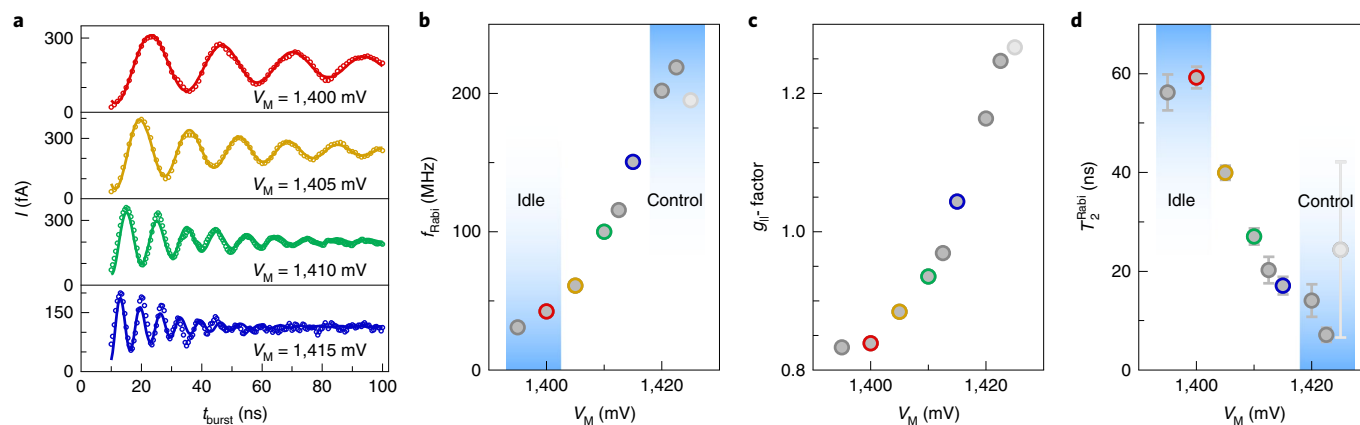 a
300
0
V_M = 1,400 mV
300
0
V_M = 1,405 mV
300
0
V_M = 1,410 mV
150
0
V_M = 1,415 mV
0 20 40 60 80 100
t_burst (ns)
I (fA)
b
200
100
0
Idle
Control
1,400 1,420
V_M (mV)
f_Rabi (MHz)
c
1.2
1.0
0.8
1,400 1,420
V_M (mV)
g_||- factor
d
60
40
20
0
Idle
Control
1,400 1,420
V_M (mV)
T_2^Rabi (ns)